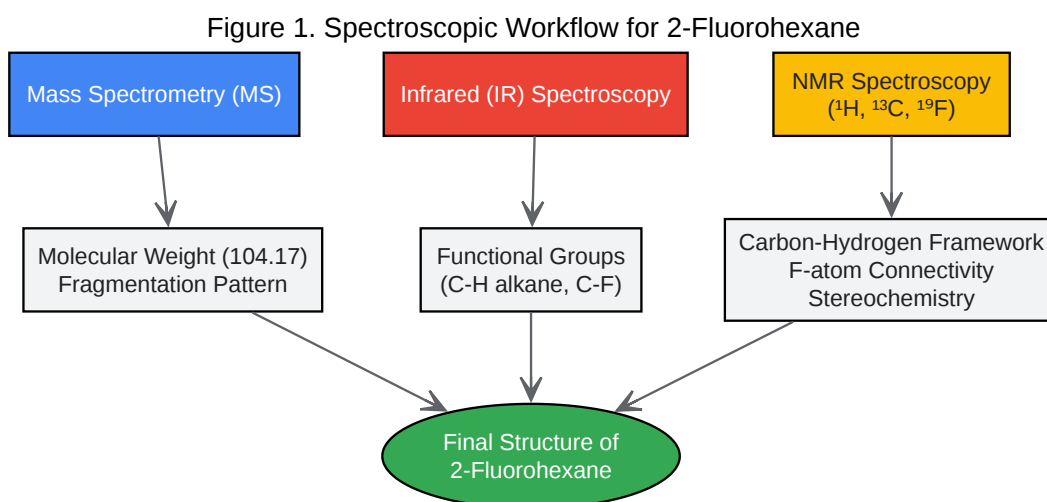 Figure 1. Spectroscopic Workflow for 2-Fluorohexane
Mass Spectrometry (MS)
Infrared (IR) Spectroscopy
NMR Spectroscopy
(¹H, ¹³C, ¹⁹F)
Molecular Weight (104.17)
Fragmentation Pattern
Functional Groups
(C-H alkane, C-F)
Carbon-Hydrogen Framework
F-atom Connectivity
Stereochemistry
Final Structure of
2-Fluorohexane